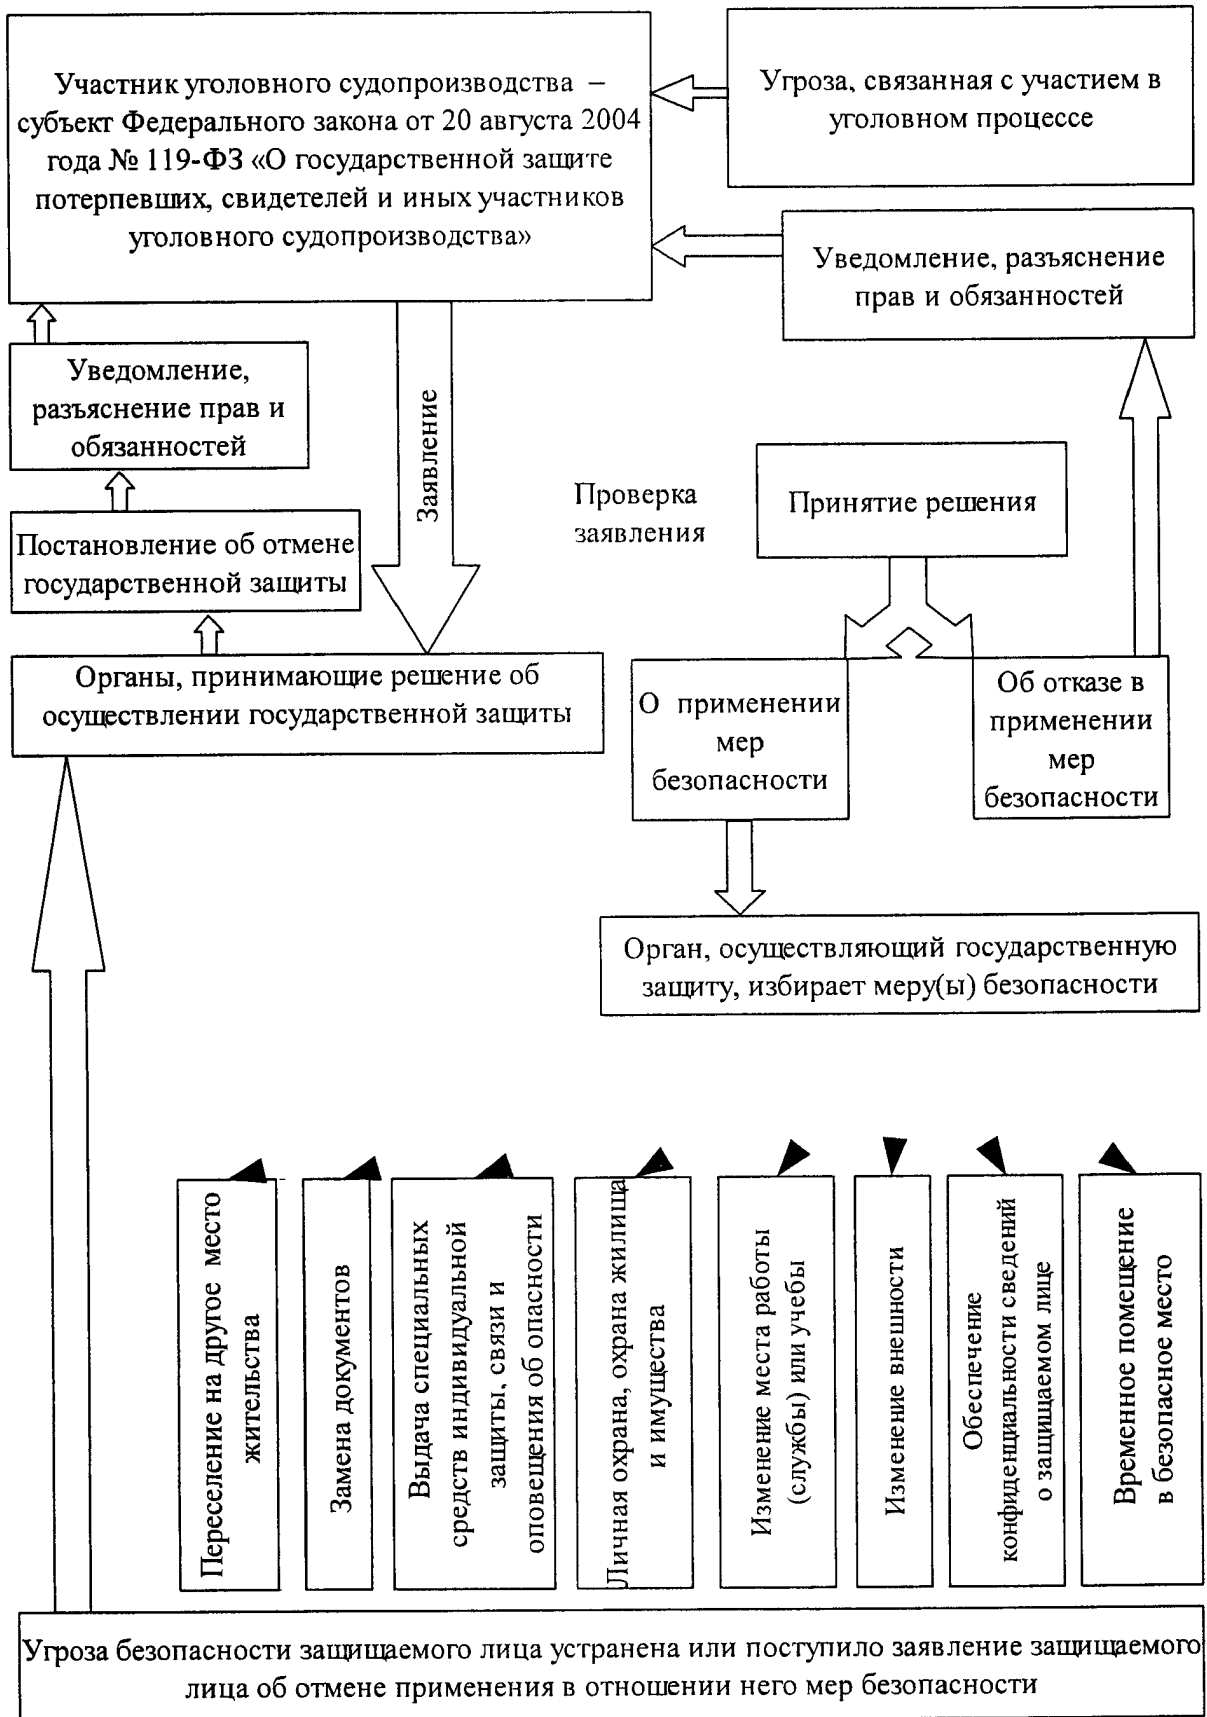 Участник уголовного судопроизводства –
субъект Федерального закона от 20 августа 2004
года № 119-ФЗ «О государственной защите
потерпевших, свидетелей и иных участников
уголовного судопроизводства»
Угроза, связанная с участием в
уголовном процессе
Уведомление, разъяснение
прав и обязанностей
Уведомление,
разъяснение прав и
обязанностей
Заявление
Проверка
заявления
Принятие решения
Постановление об отмене
государственной защиты
Органы, принимающие решение об
осуществлении государственной защиты
О применении
мер
безопасности
Об отказе в
применении
мер
безопасности
Орган, осуществляющий государственную
защиту, избирает меру(ы) безопасности
Переселение на другое место
жительства
Замена документов
Выдача специальных
средств индивидуальной
защиты, связи и
оповещения об опасности
Личная охрана, охрана жилища
и имущества
Изменение места работы
(службы) или учебы
Изменение внешности
Обеспечение
конфиденциальности сведений
о защищаемом лице
Временное помещение
в безопасное место
Угроза безопасности защищаемого лица устранена или поступило заявление защищаемого
лица об отмене применения в отношении него мер безопасности